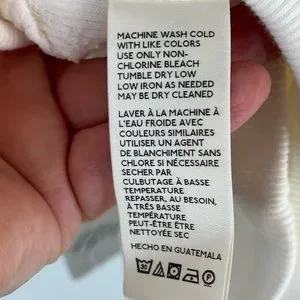 MACHINE WASH COLD
WITH LIKE COLORS
USE ONLY NON-
CHLORINE BLEACH
TUMBLE DRY LOW
LOW IRON AS NEEDED
MAY BE DRY CLEANED
LAVER À LA MACHINE À
L'EAU FROIDE AVEC
COULEURS SIMILAIRES
UTILISER UN AGENT
DE BLANCHIMENT SANS
CHLORE SI NÉCESSAIRE
SECHER PAR
CULBUTAGE À BASSE
TEMPERATURE
REPASSER, AU BESOIN,
À TRÈS BASSE
TEMPÉRATURE
PEUT-ÊTRE ÊTRE
NETTOYÉE SEC
HECHO EN GUATEMALA